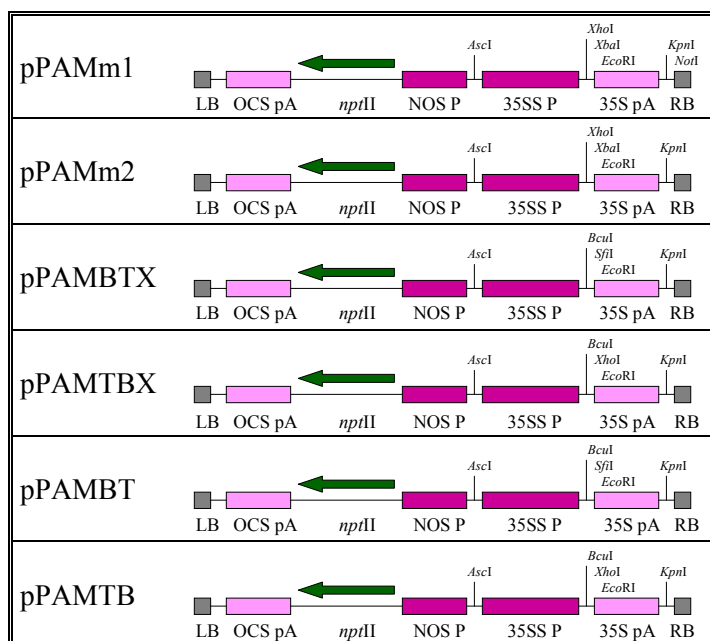 pPAMm1
AscI
XhoI
XbaI
EcoRI
KpnI
NotI
LB OCS pA nptII NOS P 35SS P 35S pA RB
pPAMm2
AscI
XhoI
XbaI
EcoRI
KpnI
LB OCS pA nptII NOS P 35SS P 35S pA RB
pPAMBTX
AscI
BcuI
SfiI
EcoRI
KpnI
LB OCS pA nptII NOS P 35SS P 35S pA RB
pPAMTBX
AscI
BcuI
XhoI
EcoRI
KpnI
LB OCS pA nptII NOS P 35SS P 35S pA RB
pPAMBT
AscI
BcuI
SfiI
EcoRI
KpnI
LB OCS pA nptII NOS P 35SS P 35S pA RB
pPAMTB
AscI
BcuI
XhoI
EcoRI
KpnI
LB OCS pA nptII NOS P 35SS P 35S pA RB